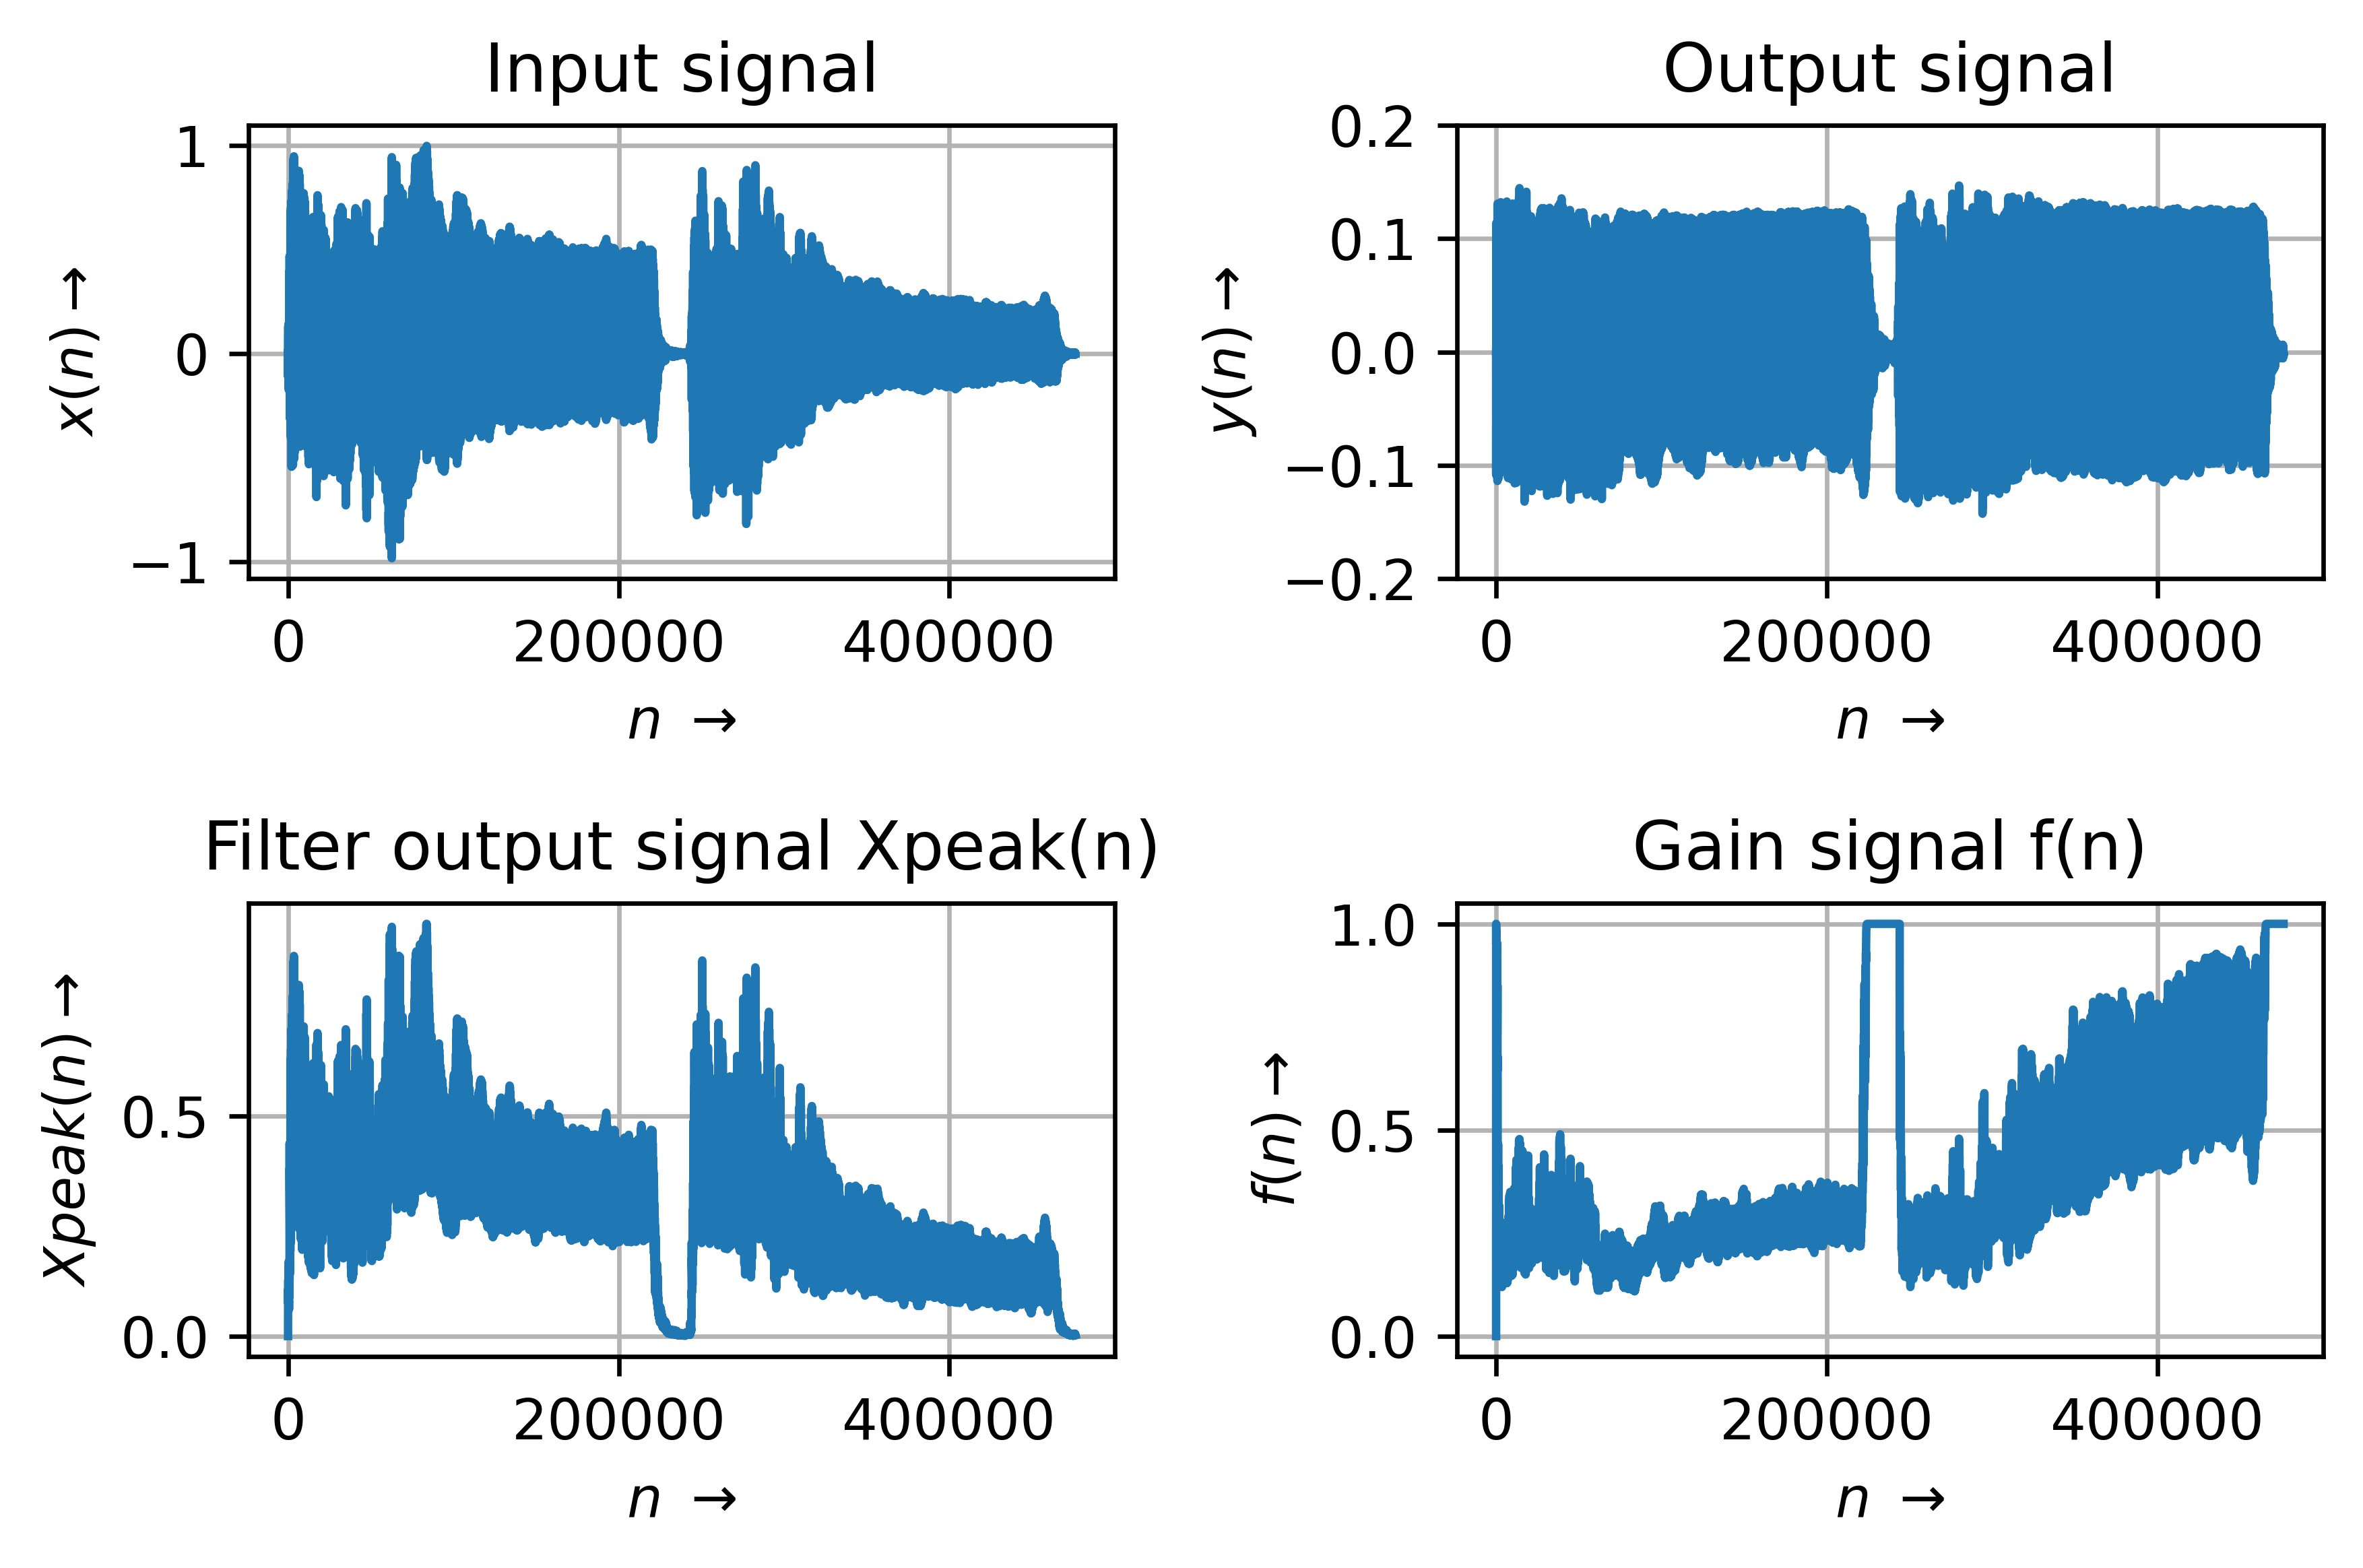 Input signal
1
0
−1
x(n)→
0 200000 400000
n →
Output signal
0.2
0.1
0.0
−0.1
−0.2
y(n)→
0 200000 400000
n →
Filter output signal Xpeak(n)
0.5
0.0
Xpeak(n)→
0 200000 400000
n →
Gain signal f(n)
1.0
0.5
0.0
f(n)→
0 200000 400000
n →